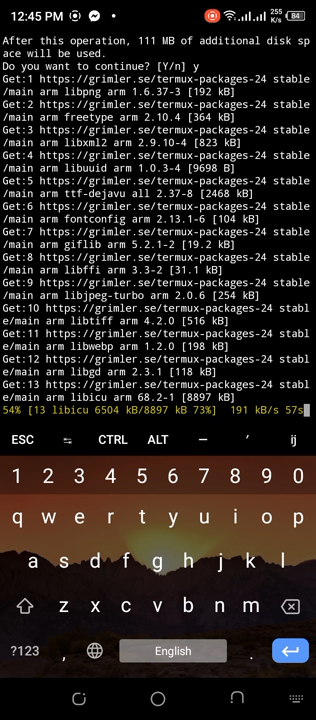 12:45 PM
255
K/s
84
After this operation, 111 MB of additional disk sp
ace will be used.
Do you want to continue? [Y/n] y
Get:1 https://grimler.se/termux-packages-24 stable
/main arm libpng arm 1.6.37-3 [192 kB]
Get:2 https://grimler.se/termux-packages-24 stable
/main arm freetype arm 2.10.4 [364 kB]
Get:3 https://grimler.se/termux-packages-24 stable
/main arm libxml2 arm 2.9.10-4 [823 kB]
Get:4 https://grimler.se/termux-packages-24 stable
/main arm libuuid arm 1.0.3-4 [9698 B]
Get:5 https://grimler.se/termux-packages-24 stable
/main arm ttf-dejavu all 2.37-8 [2468 kB]
Get:6 https://grimler.se/termux-packages-24 stable
/main arm fontconfig arm 2.13.1-6 [104 kB]
Get:7 https://grimler.se/termux-packages-24 stable
/main arm giflib arm 5.2.1-2 [19.2 kB]
Get:8 https://grimler.se/termux-packages-24 stable
/main arm libffi arm 3.3-2 [31.1 kB]
Get:9 https://grimler.se/termux-packages-24 stable
/main arm libjpeg-turbo arm 2.0.6 [254 kB]
Get:10 https://grimler.se/termux-packages-24 stabl
e/main arm libtiff arm 4.2.0 [516 kB]
Get:11 https://grimler.se/termux-packages-24 stabl
e/main arm libwebp arm 1.2.0 [198 kB]
Get:12 https://grimler.se/termux-packages-24 stabl
e/main arm libgd arm 2.3.1 [118 kB]
Get:13 https://grimler.se/termux-packages-24 stabl
e/main arm libicu arm 68.2-1 [8897 kB]
54% [13 libicu 6504 kB/8897 kB 73%] 191 kB/s 57s
ESC CTRL ALT — ′ ij
1 2 3 4 5 6 7 8 9 0
q w e r t y u i o p
a s d f g h j k l
z x c v b n m
?123 , English .